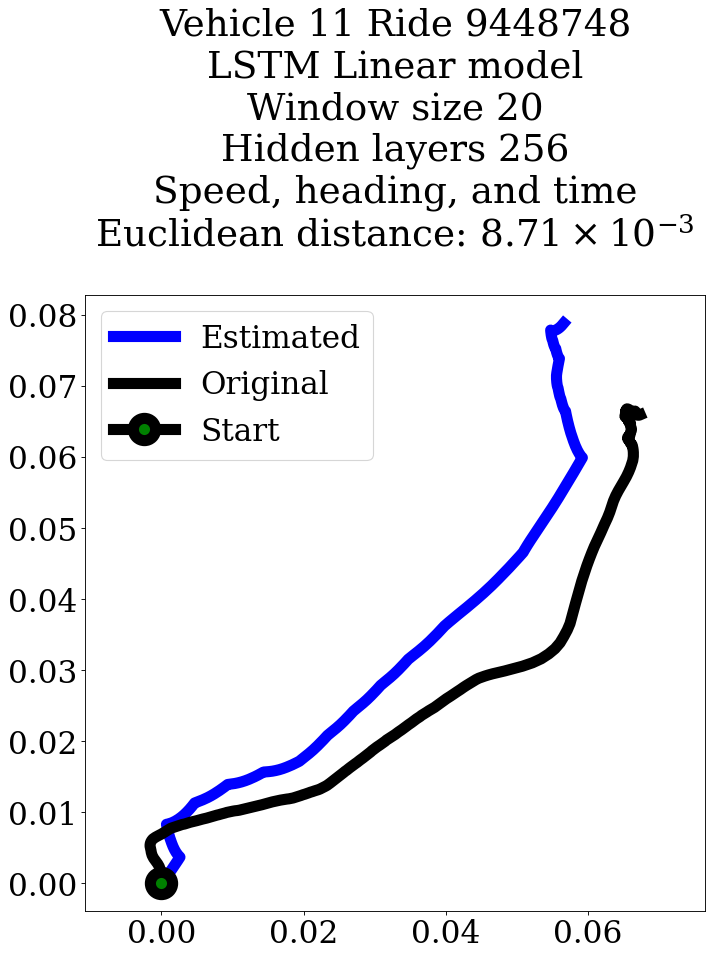 Vehicle 11 Ride 9448748
LSTM Linear model
Window size 20
Hidden layers 256
Speed, heading, and time
Euclidean distance: 8.71 × 10⁻³
Estimated
Original
Start
0.08
0.07
0.06
0.05
0.04
0.03
0.02
0.01
0.00
0.00 0.02 0.04 0.06